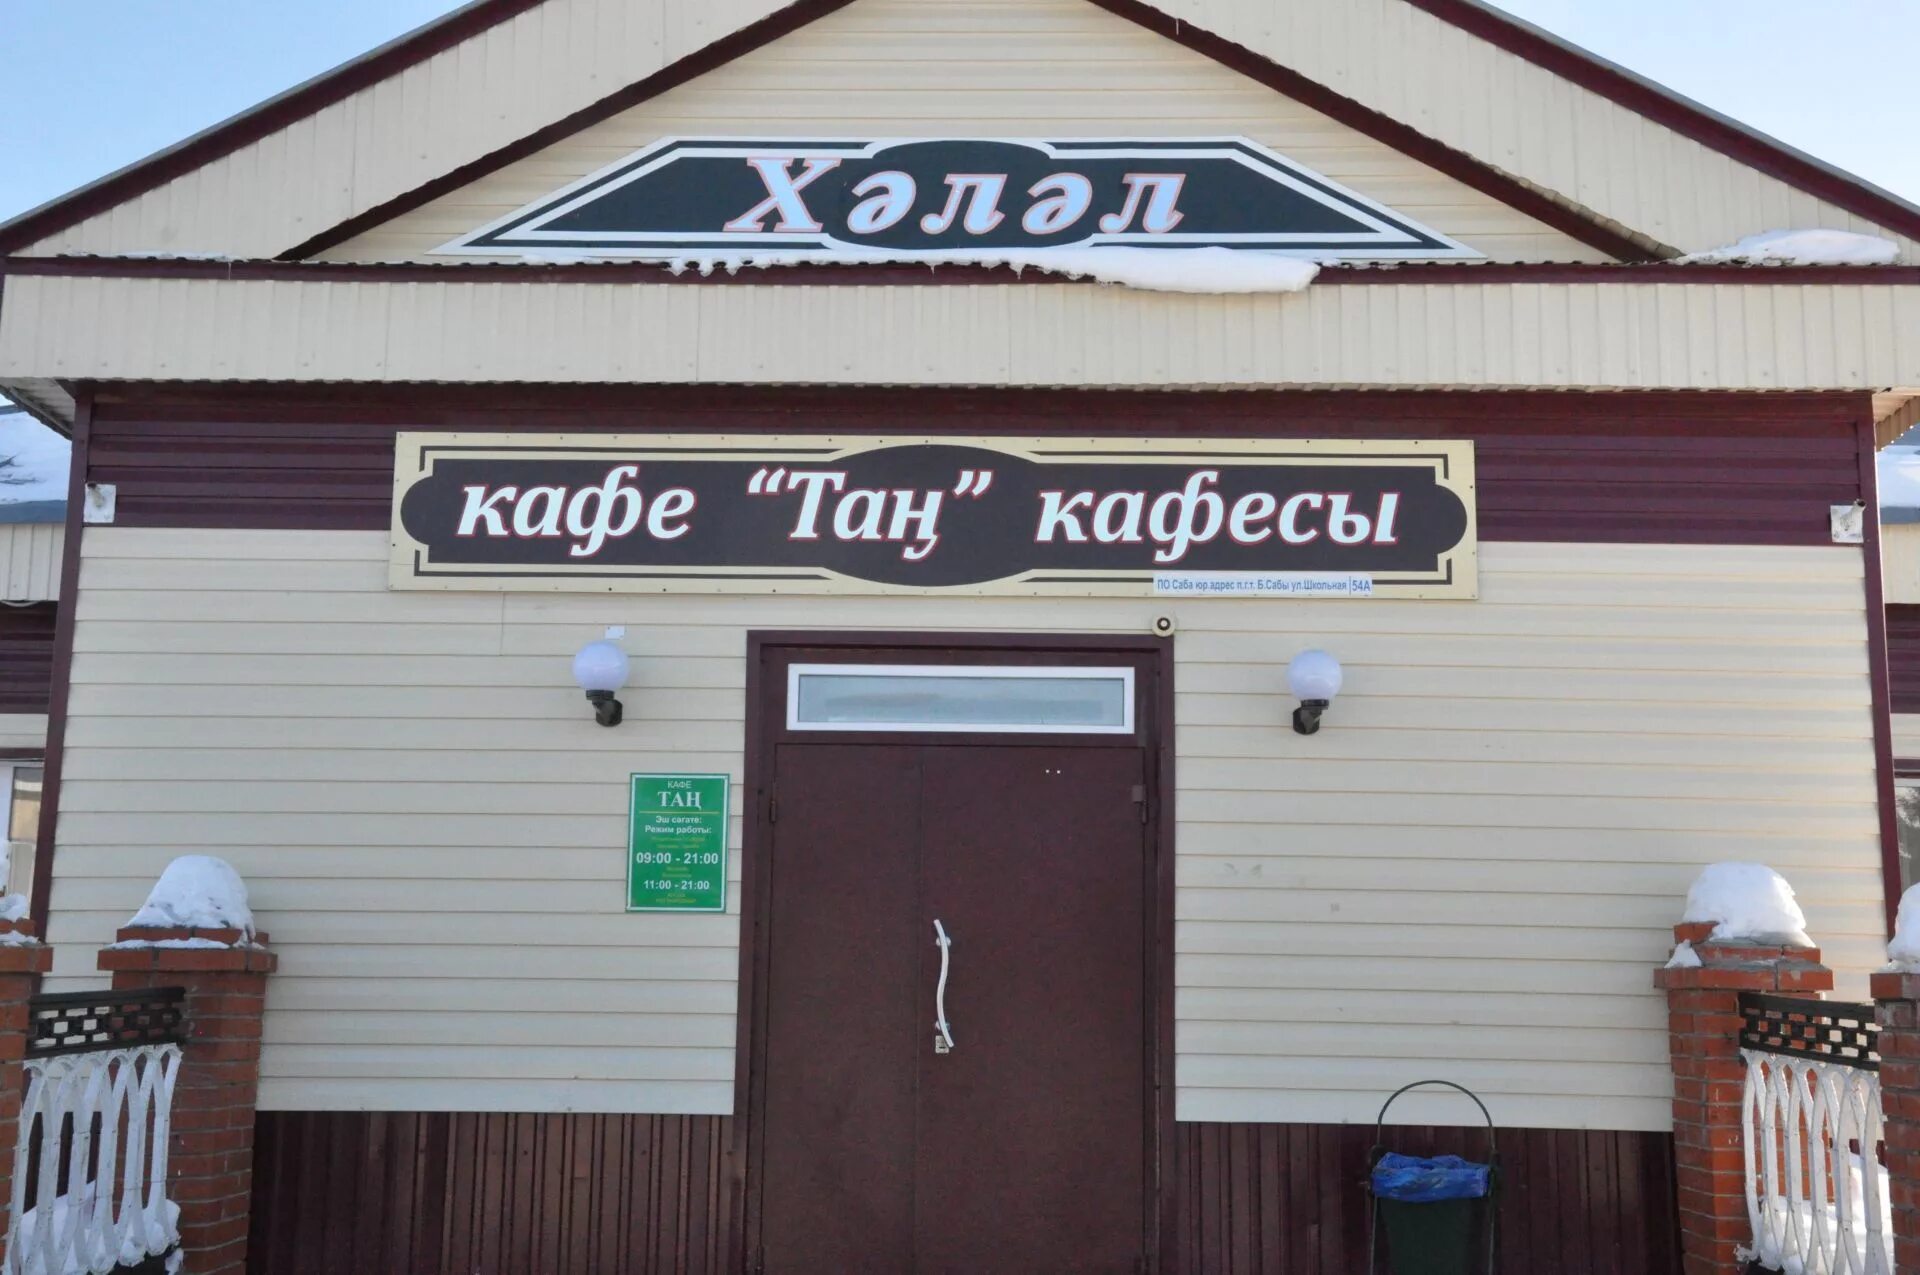 Хәләл
кафе "Таң" кафесы
ПО Саба юр.адрес п.г.т. Б.Сабы ул.Школьная 54А
КАФЕ
ТАҢ
Эш сәгате:
Режим работы:
09:00 - 21:00
11:00 - 21:00